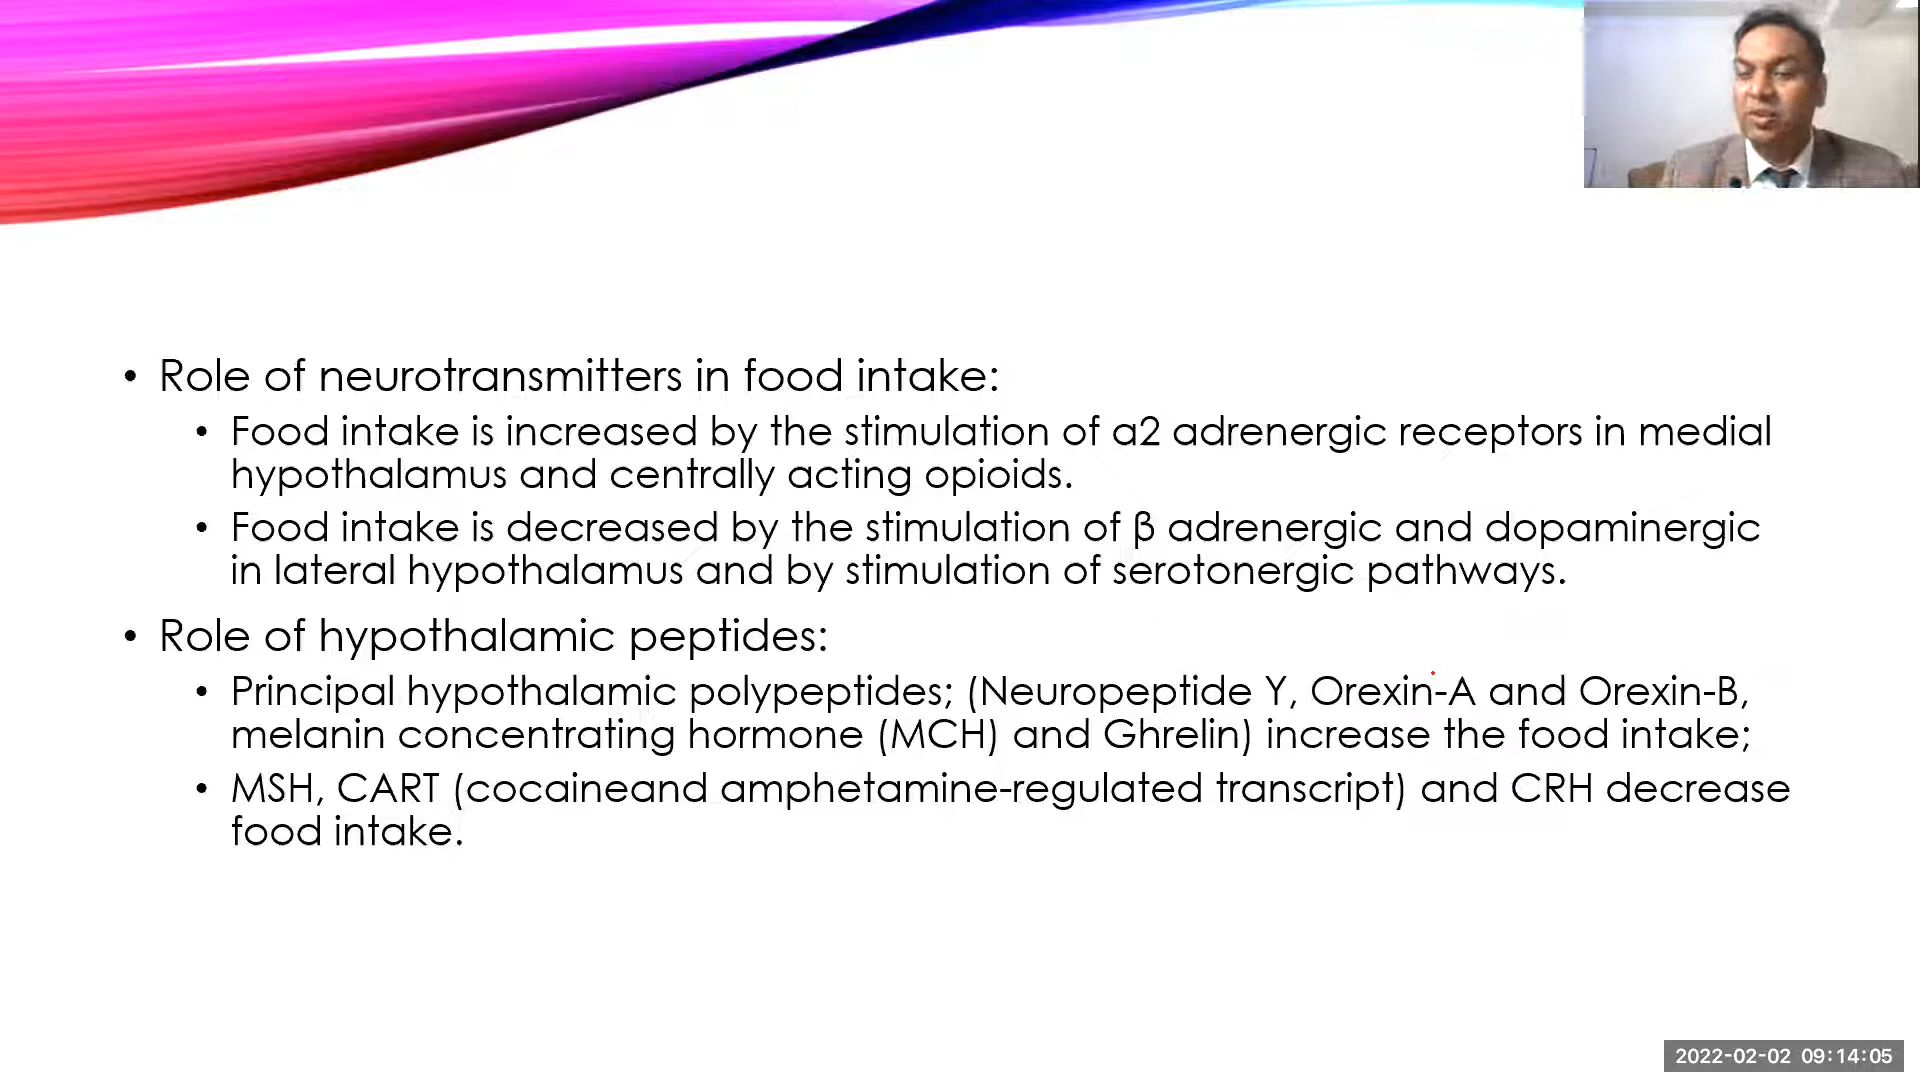 • Role of neurotransmitters in food intake:
• Food intake is increased by the stimulation of α2 adrenergic receptors in medial
hypothalamus and centrally acting opioids.
• Food intake is decreased by the stimulation of β adrenergic and dopaminergic
in lateral hypothalamus and by stimulation of serotonergic pathways.
• Role of hypothalamic peptides:
• Principal hypothalamic polypeptides; (Neuropeptide Y, Orexin-A and Orexin-B,
melanin concentrating hormone (MCH) and Ghrelin) increase the food intake;
• MSH, CART (cocaineand amphetamine-regulated transcript) and CRH decrease
food intake.
2022-02-02 09:14:05